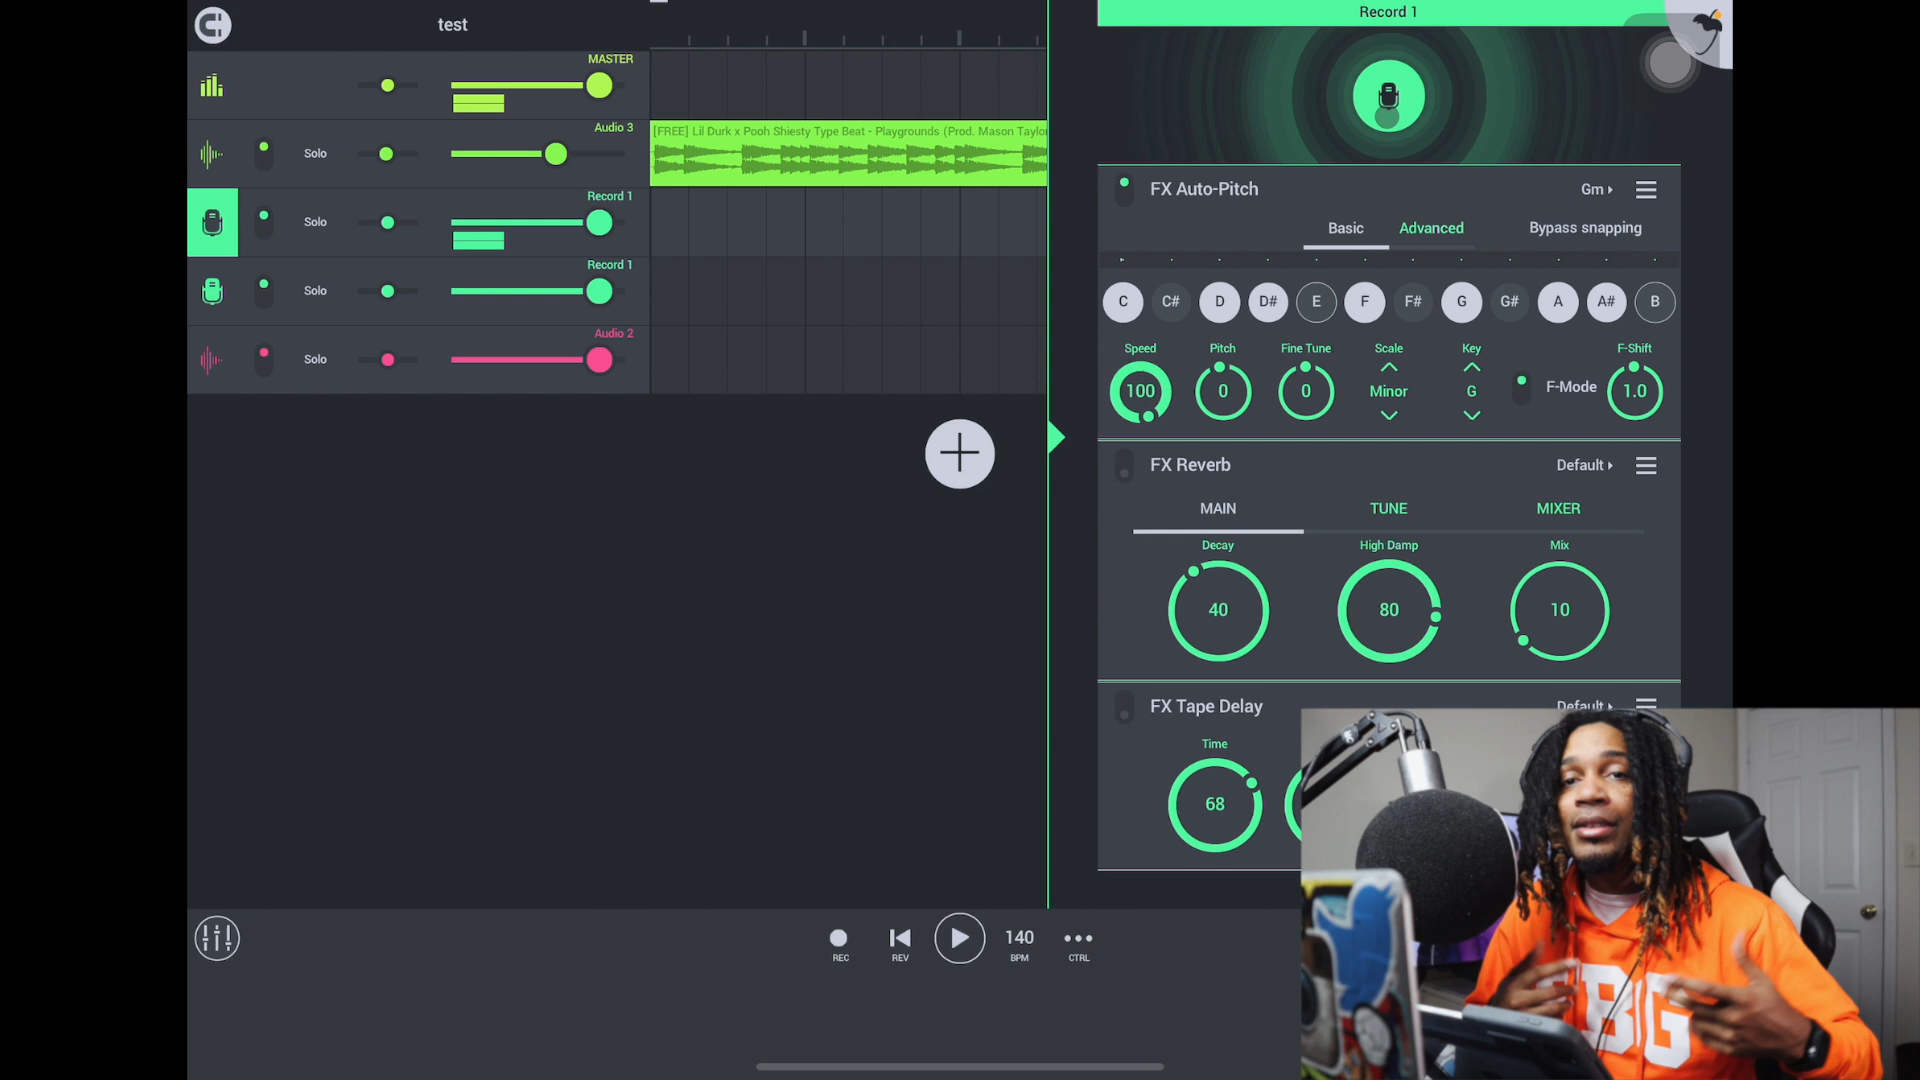 test
MASTER
Audio 3
Solo
[FREE] Lil Durk x Pooh Shiesty Type Beat - Playgrounds (Prod. Mason Taylor
Record 1
Solo
Record 1
Solo
Audio 2
Solo
REC
REV
140
BPM
CTRL
Record 1
FX Auto-Pitch
Gm
Basic
Advanced
Bypass snapping
C C# D D# E F F# G G# A A# B
Speed Pitch Fine Tune Scale Key F-Shift
100 0 0 Minor G F-Mode 1.0
FX Reverb
Default
MAIN TUNE MIXER
Decay High Damp Mix
40 80 10
FX Tape Delay
Default
Time
68
BG